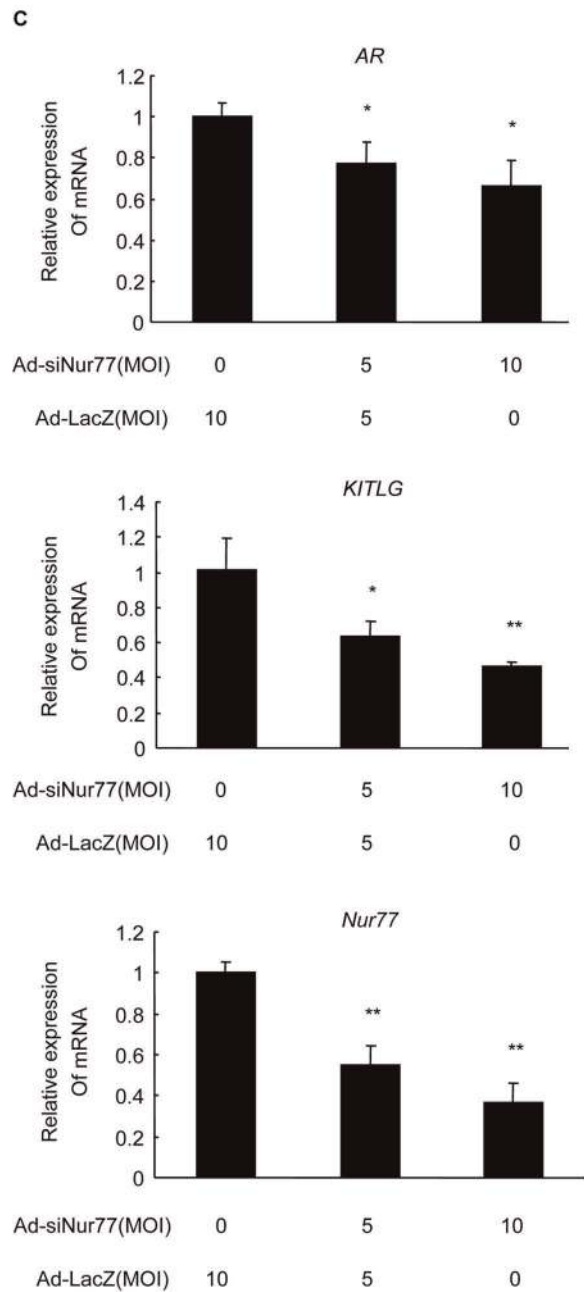 C
AR
Relative expression
Of mRNA
1.2
1
0.8
0.6
0.4
0.2
0
*
*
Ad-siNur77(MOI) 0 5 10
Ad-LacZ(MOI) 10 5 0
KITLG
Relative expression
Of mRNA
1.4
1.2
1
0.8
0.6
0.4
0.2
0
*
**
Ad-siNur77(MOI) 0 5 10
Ad-LacZ(MOI) 10 5 0
Nur77
Relative expression
Of mRNA
1.2
1
0.8
0.6
0.4
0.2
0
**
**
Ad-siNur77(MOI) 0 5 10
Ad-LacZ(MOI) 10 5 0